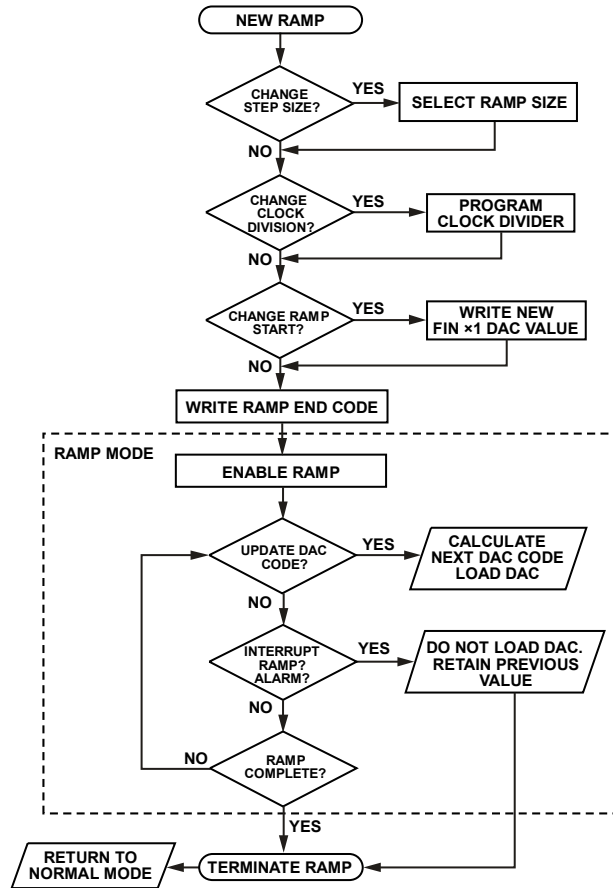 NEW RAMP
CHANGE
STEP SIZE?
YES
SELECT RAMP SIZE
NO
CHANGE
CLOCK
DIVISION?
YES
PROGRAM
CLOCK DIVIDER
NO
CHANGE RAMP
START?
YES
WRITE NEW
FIN ×1 DAC VALUE
NO
WRITE RAMP END CODE
RAMP MODE
ENABLE RAMP
UPDATE DAC
CODE?
YES
CALCULATE
NEXT DAC CODE
LOAD DAC
NO
INTERRUPT
RAMP?
ALARM?
YES
DO NOT LOAD DAC.
RETAIN PREVIOUS
VALUE
NO
RAMP
COMPLETE?
NO
YES
TERMINATE RAMP
RETURN TO
NORMAL MODE